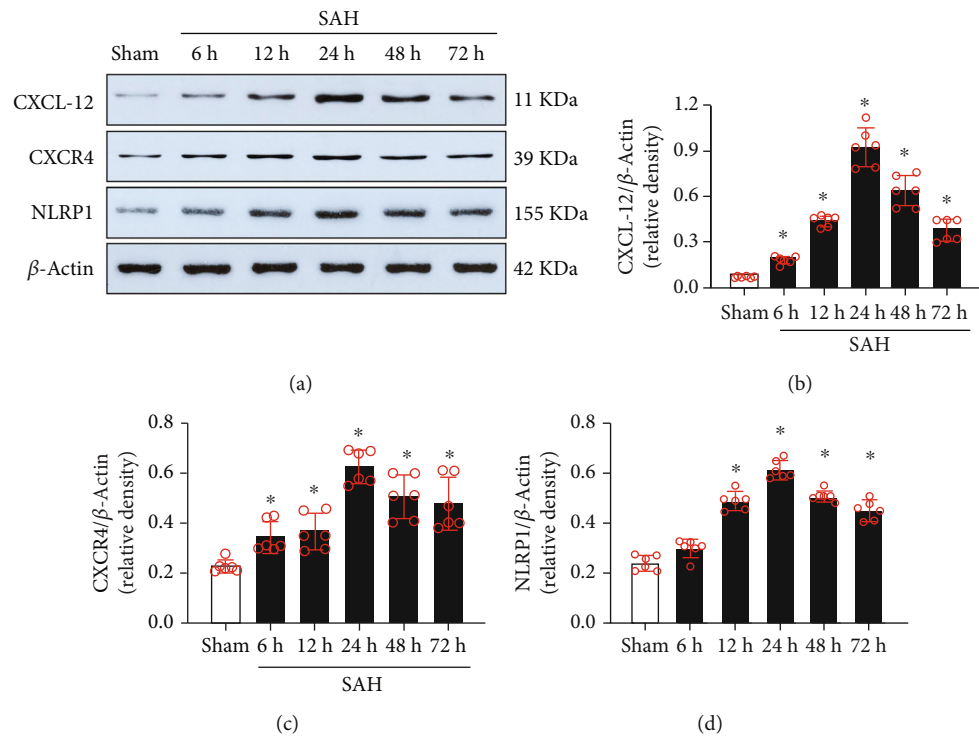 SAH
Sham 6 h 12 h 24 h 48 h 72 h
CXCL-12 11 KDa
CXCR4 39 KDa
NLRP1 155 KDa
β-Actin 42 KDa
(a)
CXCL-12/β-Actin
(relative density)
1.2
0.9
0.6
0.3
0.0
* * * * *
Sham 6 h 12 h 24 h 48 h 72 h
SAH
(b)
CXCR4/β-Actin
(relative density)
0.8
0.6
0.4
0.2
0.0
* * * * *
Sham 6 h 12 h 24 h 48 h 72 h
SAH
(c)
NLRP1/β-Actin
(relative density)
0.8
0.6
0.4
0.2
0.0
* * * *
Sham 6 h 12 h 24 h 48 h 72 h
(d)